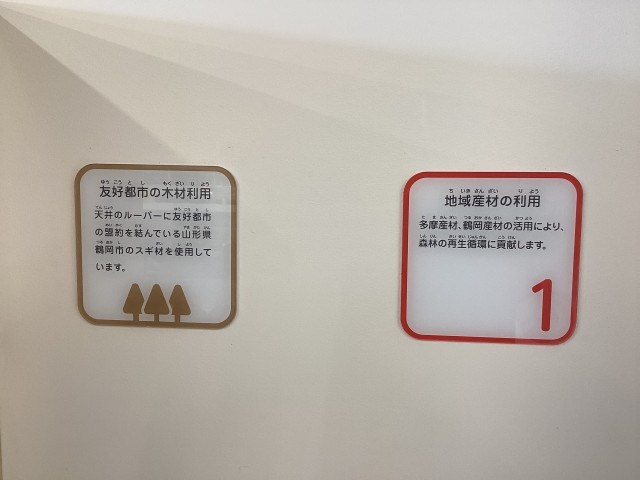 友好都市の木材利用
天井のルーバーに友好都市
の盟約を結んでいる山形県
鶴岡市のスギ材を使用して
います。
地域産材の利用
多摩産材、鶴岡産材の活用により、
森林の再生循環に貢献します。
1